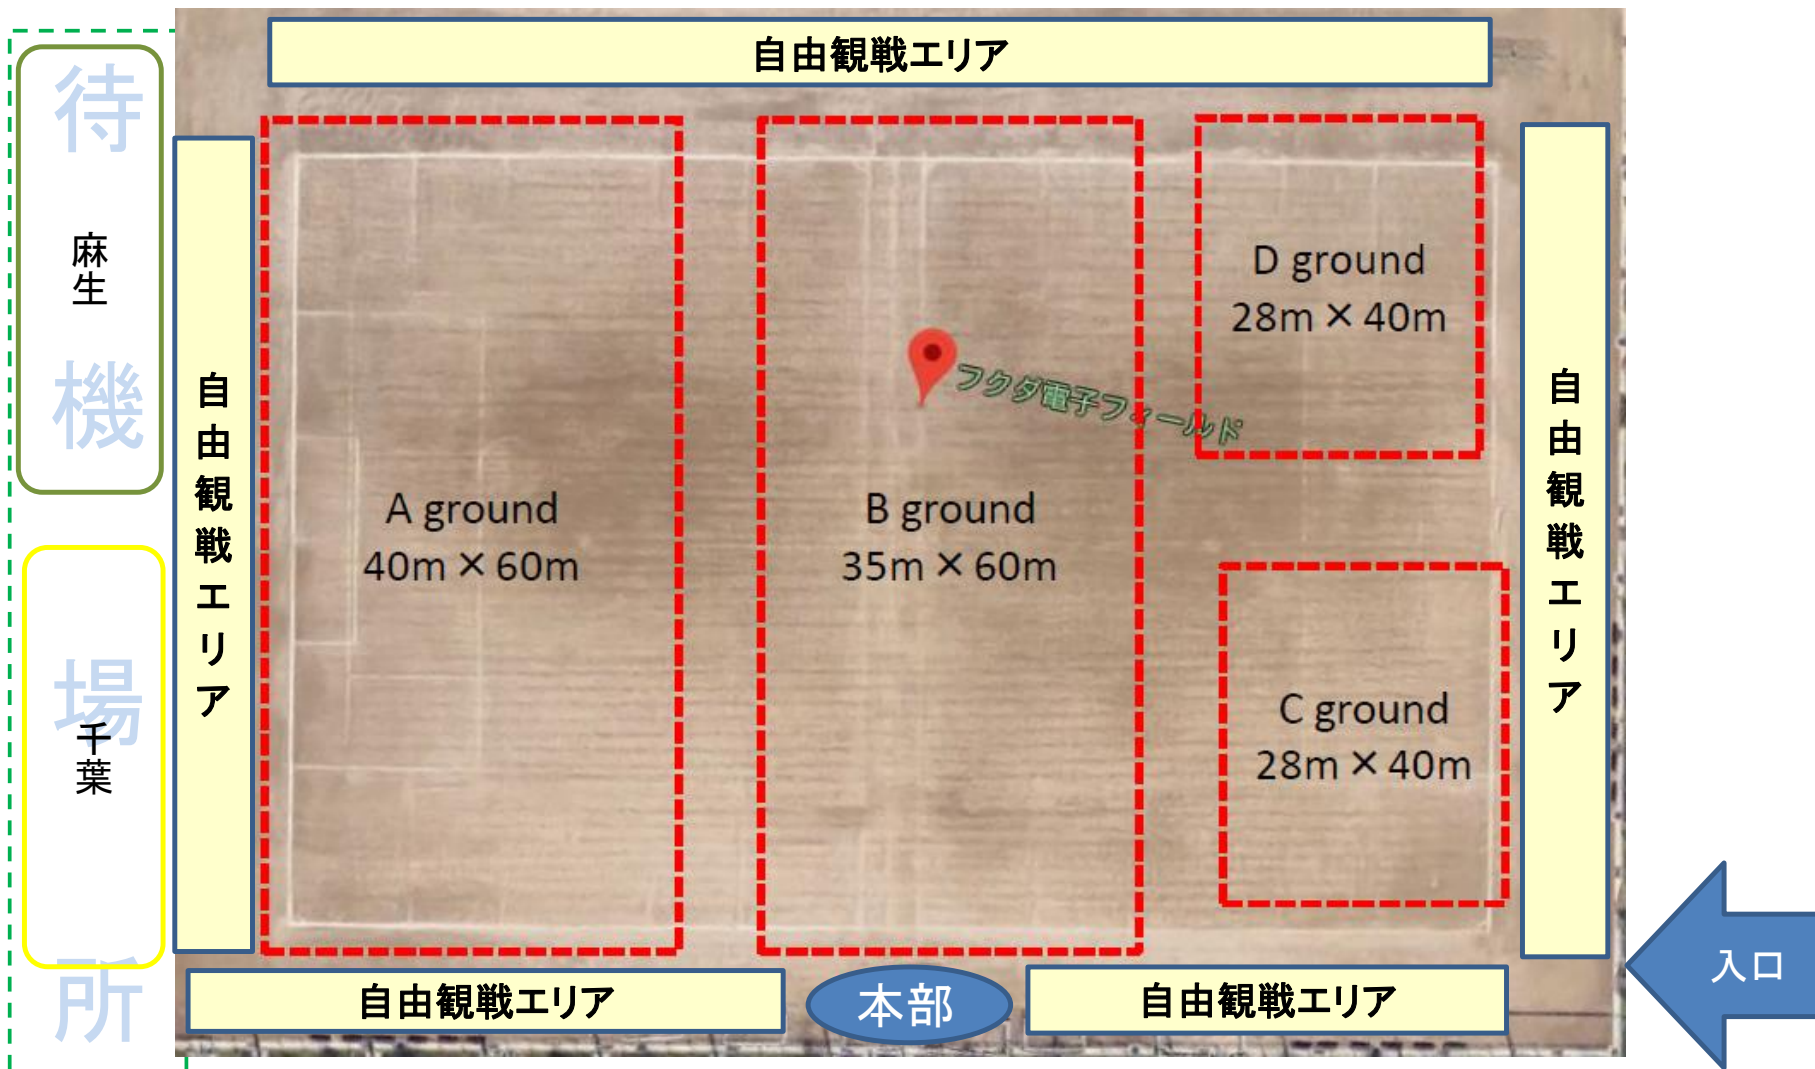 自由観戦エリア
待機場所
麻生
千葉
自由観戦エリア
A ground
40m×60m
B ground
35m×60m
フクダ電子フィールド
D ground
28m×40m
C ground
28m×40m
自由観戦エリア
自由観戦エリア
本部
自由観戦エリア
入口